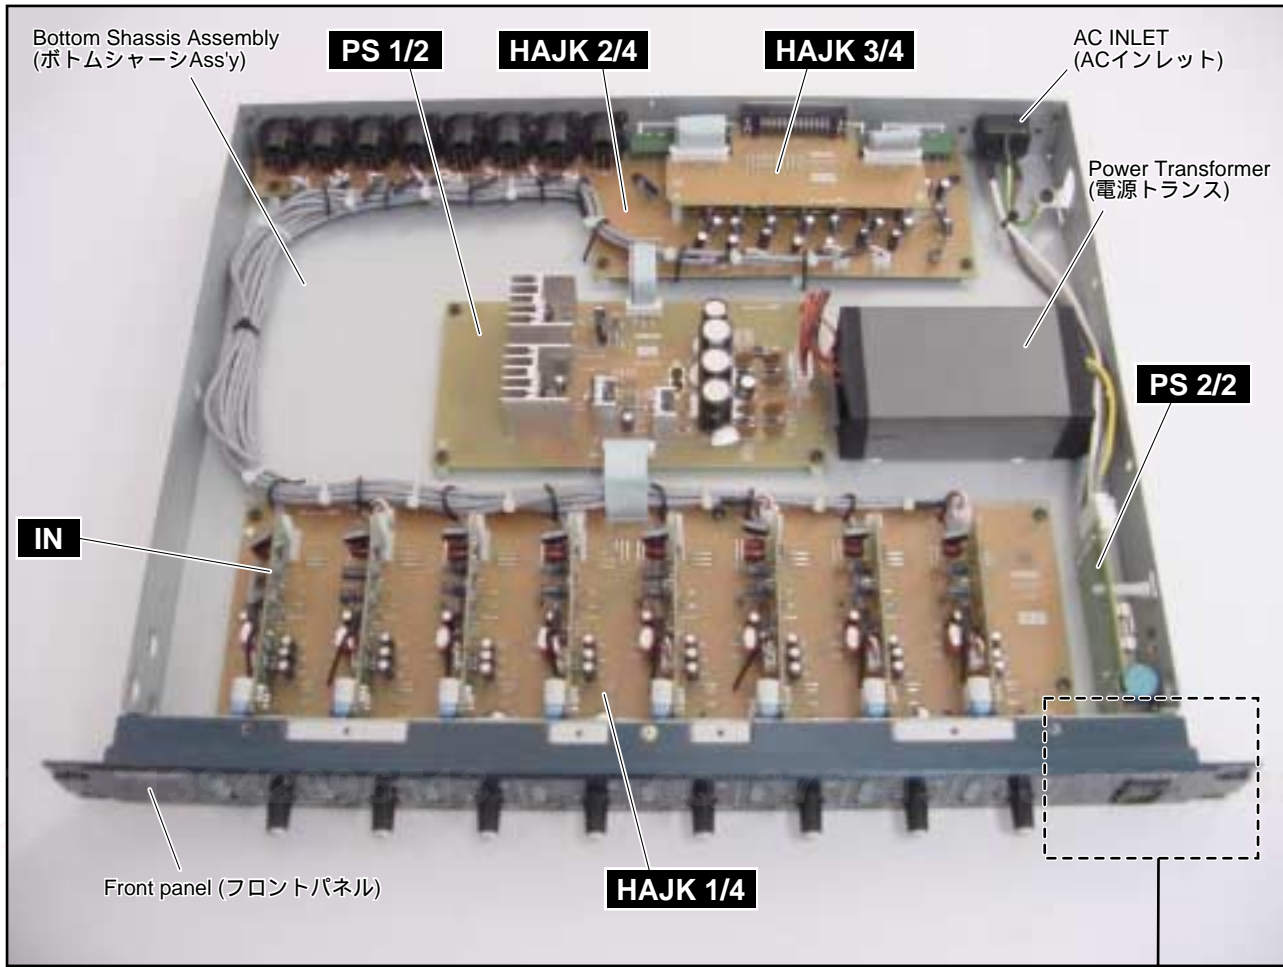 Bottom Shassis Assembly
(ボトムシャーシAss'y)
PS 1/2
HAJK 2/4
HAJK 3/4
AC INLET
(ACインレット)
Power Transformer
(電源トランス)
PS 2/2
IN
Front panel (フロントパネル)
HAJK 1/4